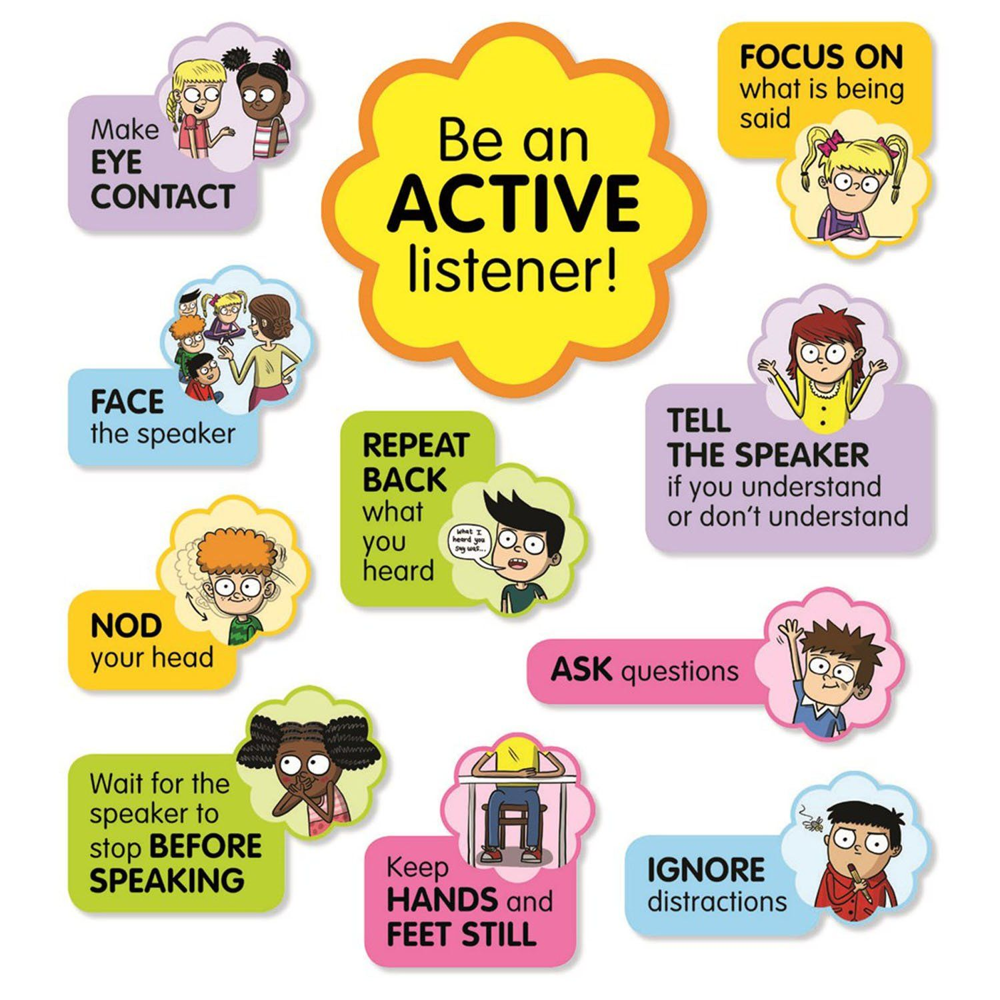 Be an
ACTIVE
listener!
Make
EYE
CONTACT
FOCUS ON
what is being
said
FACE
the speaker
TELL
THE SPEAKER
if you understand
or don't understand
REPEAT
BACK
what
you
heard
What I
heard you
say was...
NOD
your head
ASK questions
Wait for the
speaker to
stop BEFORE
SPEAKING
Keep
HANDS and
FEET STILL
IGNORE
distractions